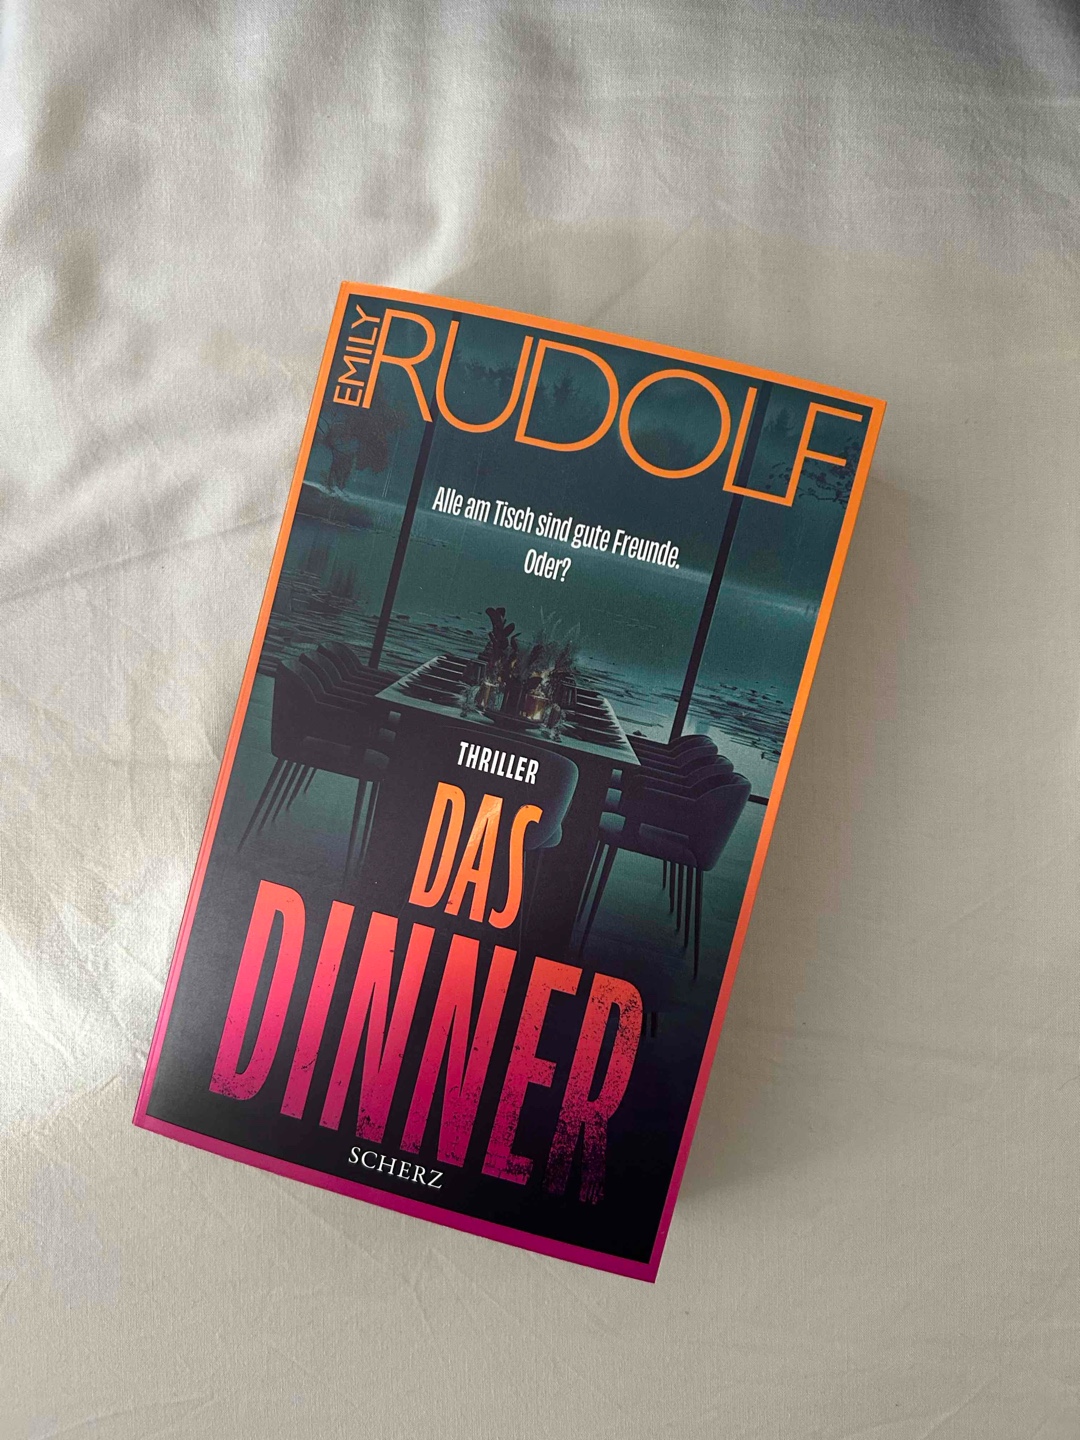 EMILY
RUDOLF
Alle am Tisch sind gute Freunde.
Oder?
THRILLER
DAS
DINNER
SCHERZ